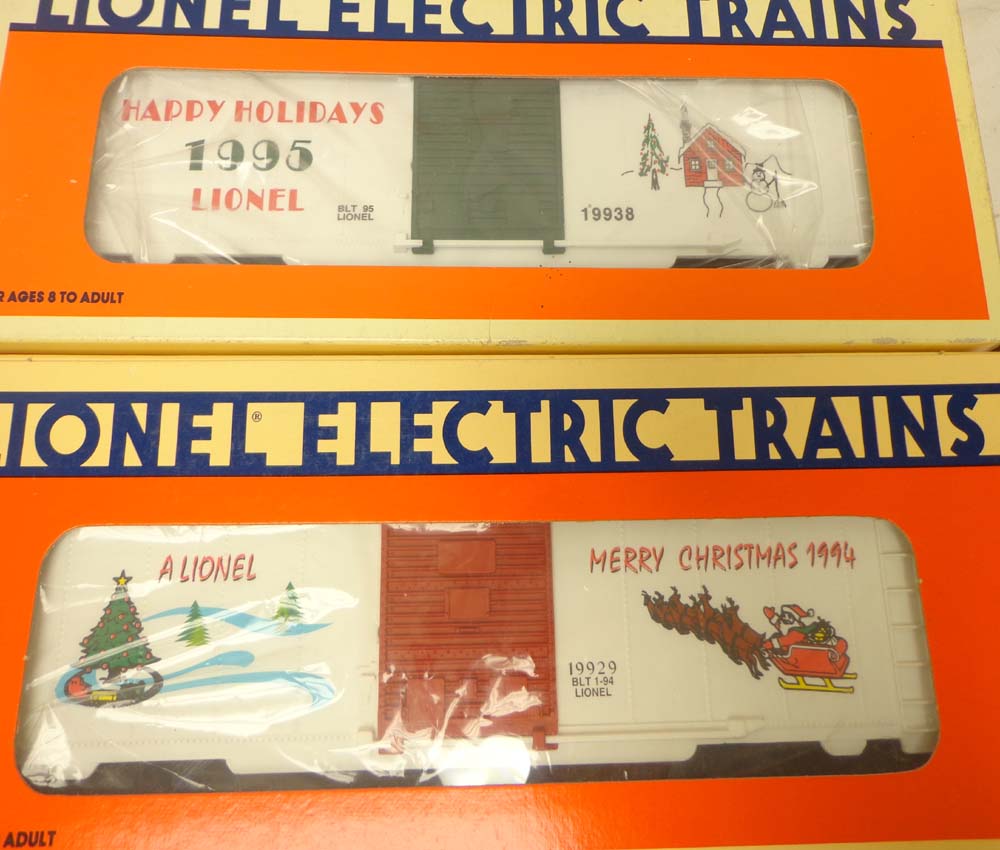 LIONEL ELECTRIC TRAINS
HAPPY HOLIDAYS
1995
LIONEL
BLT 95
LIONEL
19938
R AGES 8 TO ADULT
LIONEL® ELECTRIC TRAINS
A LIONEL
MERRY CHRISTMAS 1994
19929
BLT 1-94
LIONEL
ADULT